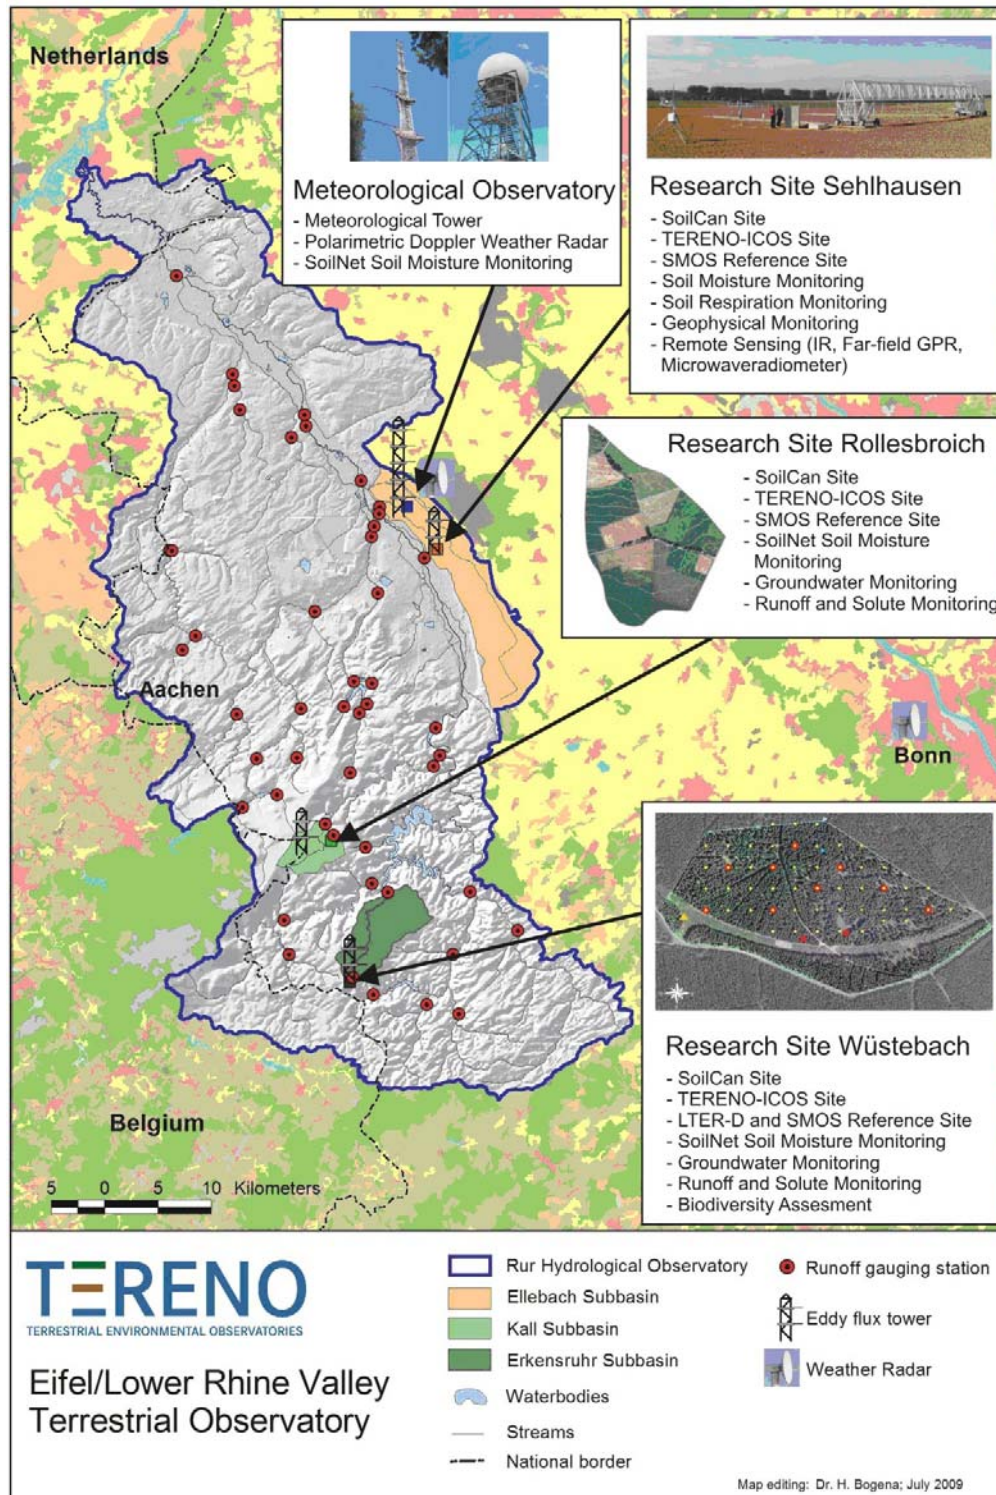 Netherlands
Meteorological Observatory
- Meteorological Tower
- Polarimetric Doppler Weather Radar
- SoilNet Soil Moisture Monitoring
Research Site Sehlhausen
- SoilCan Site
- TERENO-ICOS Site
- SMOS Reference Site
- Soil Moisture Monitoring
- Soil Respiration Monitoring
- Geophysical Monitoring
- Remote Sensing (IR, Far-field GPR,
Microwaveradiometer)
Research Site Rollesbroich
- SoilCan Site
- TERENO-ICOS Site
- SMOS Reference Site
- SoilNet Soil Moisture
Monitoring
- Groundwater Monitoring
- Runoff and Solute Monitoring
Aachen
Bonn
Research Site Wüstebach
- SoilCan Site
- TERENO-ICOS Site
- LTER-D and SMOS Reference Site
- SoilNet Soil Moisture Monitoring
- Groundwater Monitoring
- Runoff and Solute Monitoring
- Biodiversity Assesment
Belgium
5 0 5 10 Kilometers
TERENO
TERRESTRIAL ENVIRONMENTAL OBSERVATORIES
Eifel/Lower Rhine Valley
Terrestrial Observatory
Rur Hydrological Observatory
Ellebach Subbasin
Kall Subbasin
Erkensruhr Subbasin
Waterbodies
Streams
National border
Runoff gauging station
Eddy flux tower
Weather Radar
Map editing: Dr. H. Bogena; July 2009